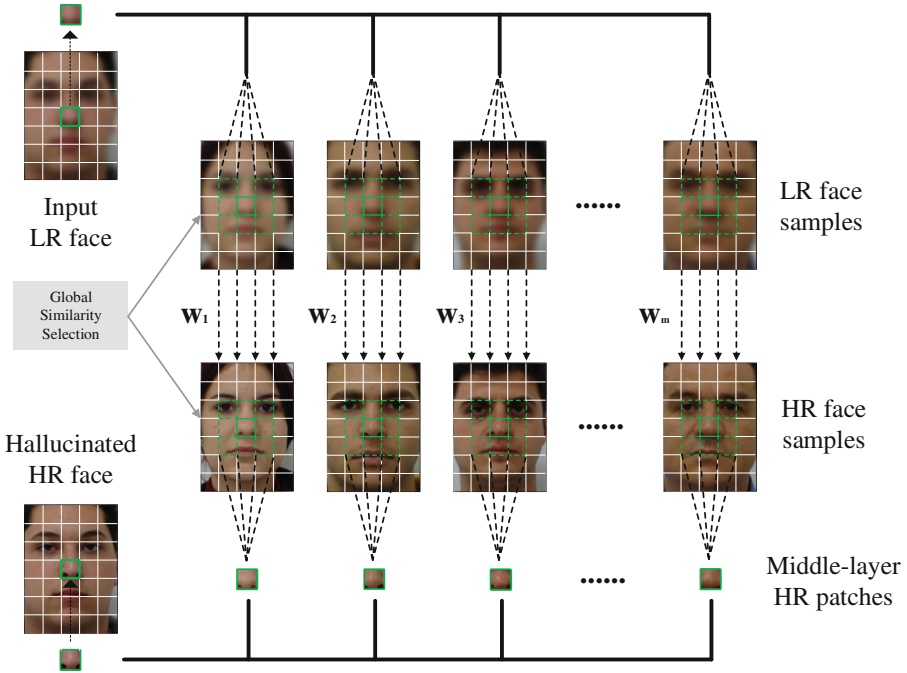 Input
LR face
LR face
samples
......
Global
Similarity
Selection
W₁
W₂
W₃
Wₘ
HR face
samples
......
Hallucinated
HR face
Middle-layer
HR patches
......